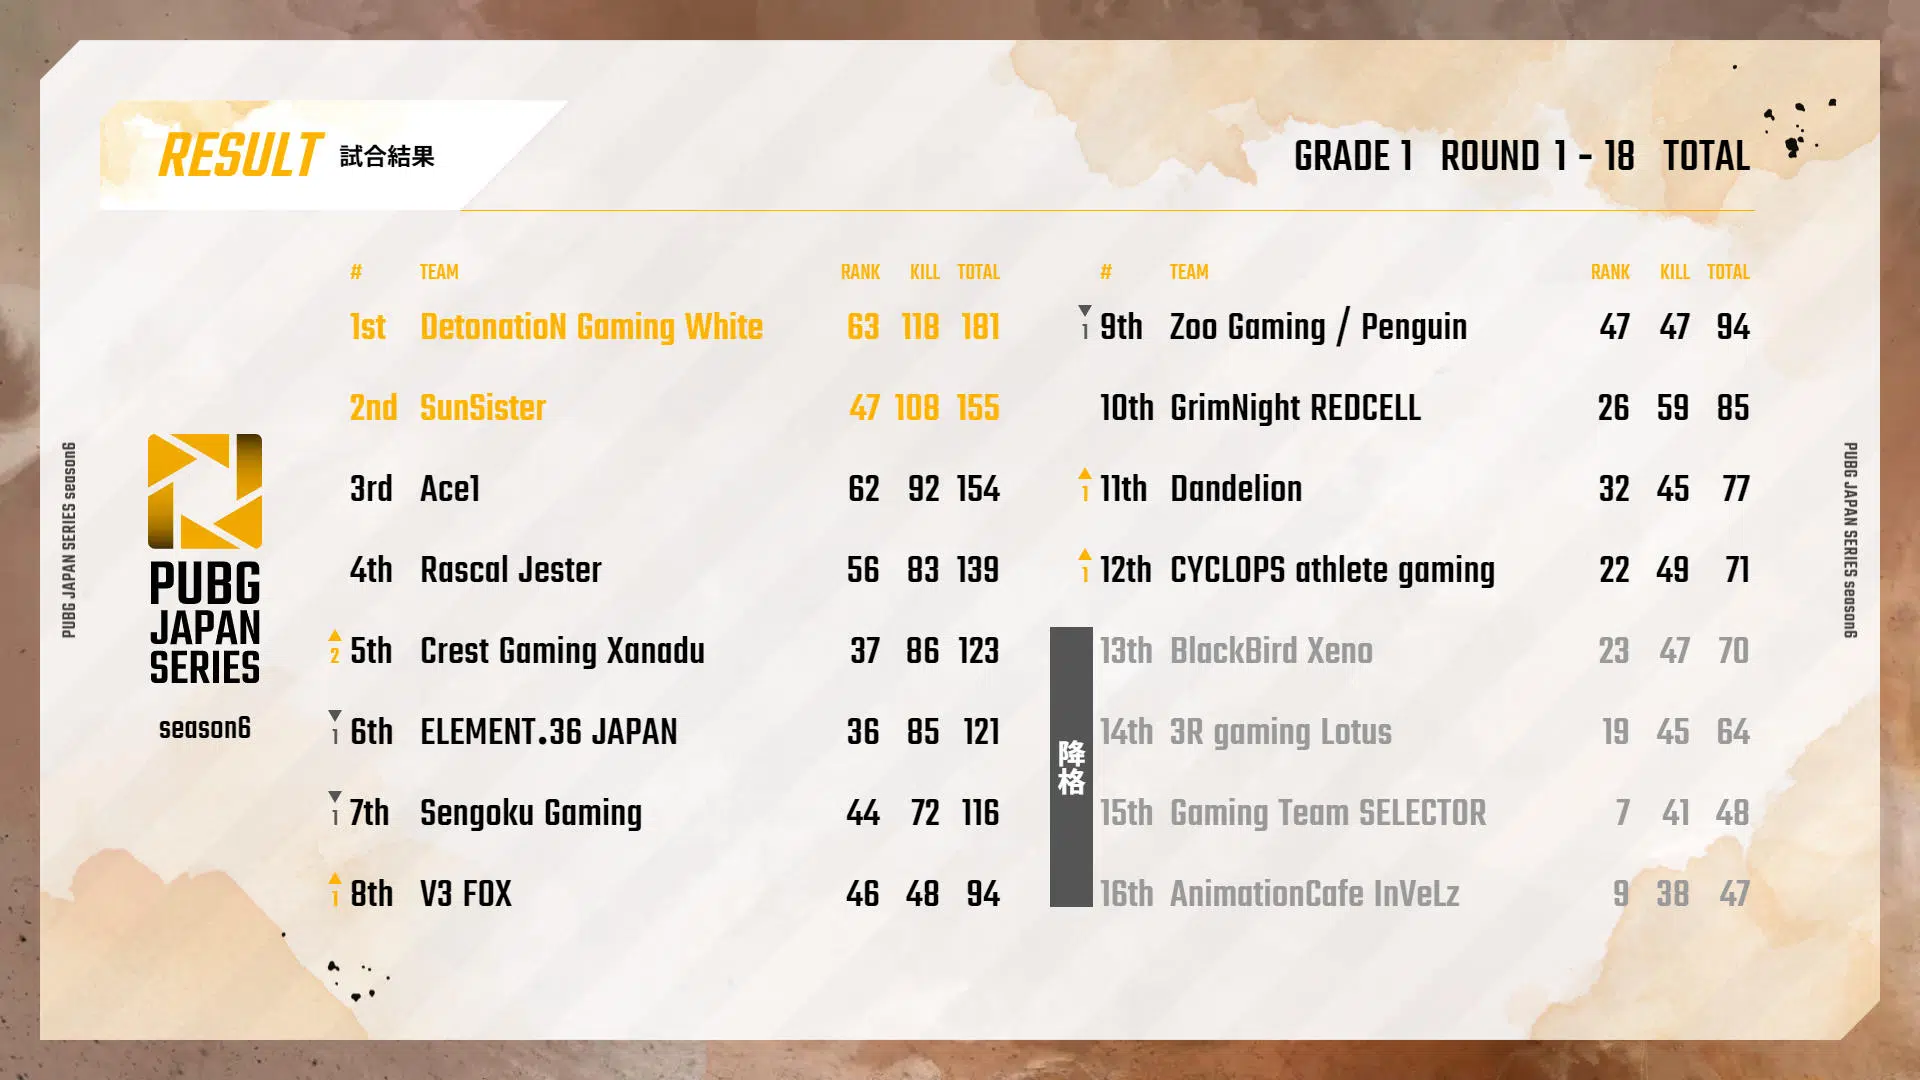 RESULT 試合結果
GRADE 1 ROUND 1 - 18 TOTAL
PUBG JAPAN SERIES season6
PUBG
JAPAN
SERIES
season6
# TEAM RANK KILL TOTAL
1st DetonatioN Gaming White 63 118 181
2nd SunSister 47 108 155
3rd Ace1 62 92 154
4th Rascal Jester 56 83 139
2 5th Crest Gaming Xanadu 37 86 123
1 6th ELEMENT.36 JAPAN 36 85 121
1 7th Sengoku Gaming 44 72 116
1 8th V3 FOX 46 48 94
# TEAM RANK KILL TOTAL
1 9th Zoo Gaming / Penguin 47 47 94
10th GrimNight REDCELL 26 59 85
1 11th Dandelion 32 45 77
1 12th CYCLOPS athlete gaming 22 49 71
降格
13th BlackBird Xeno 23 47 70
14th 3R gaming Lotus 19 45 64
15th Gaming Team SELECTOR 7 41 48
16th AnimationCafe InVeLz 9 38 47
PUBG JAPAN SERIES season6